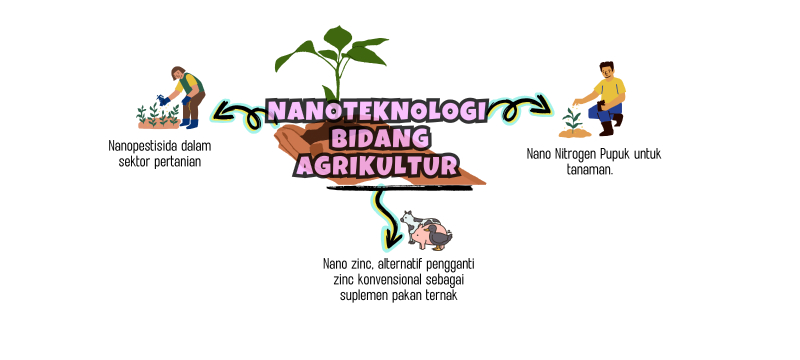 NANOTEKNOLOGI
BIDANG
AGRIKULTUR
Nanopestisida dalam
sektor pertanian
Nano Nitrogen Pupuk untuk
tanaman.
Nano zinc, alternatif pengganti
zinc konvensional sebagai
suplemen pakan ternak